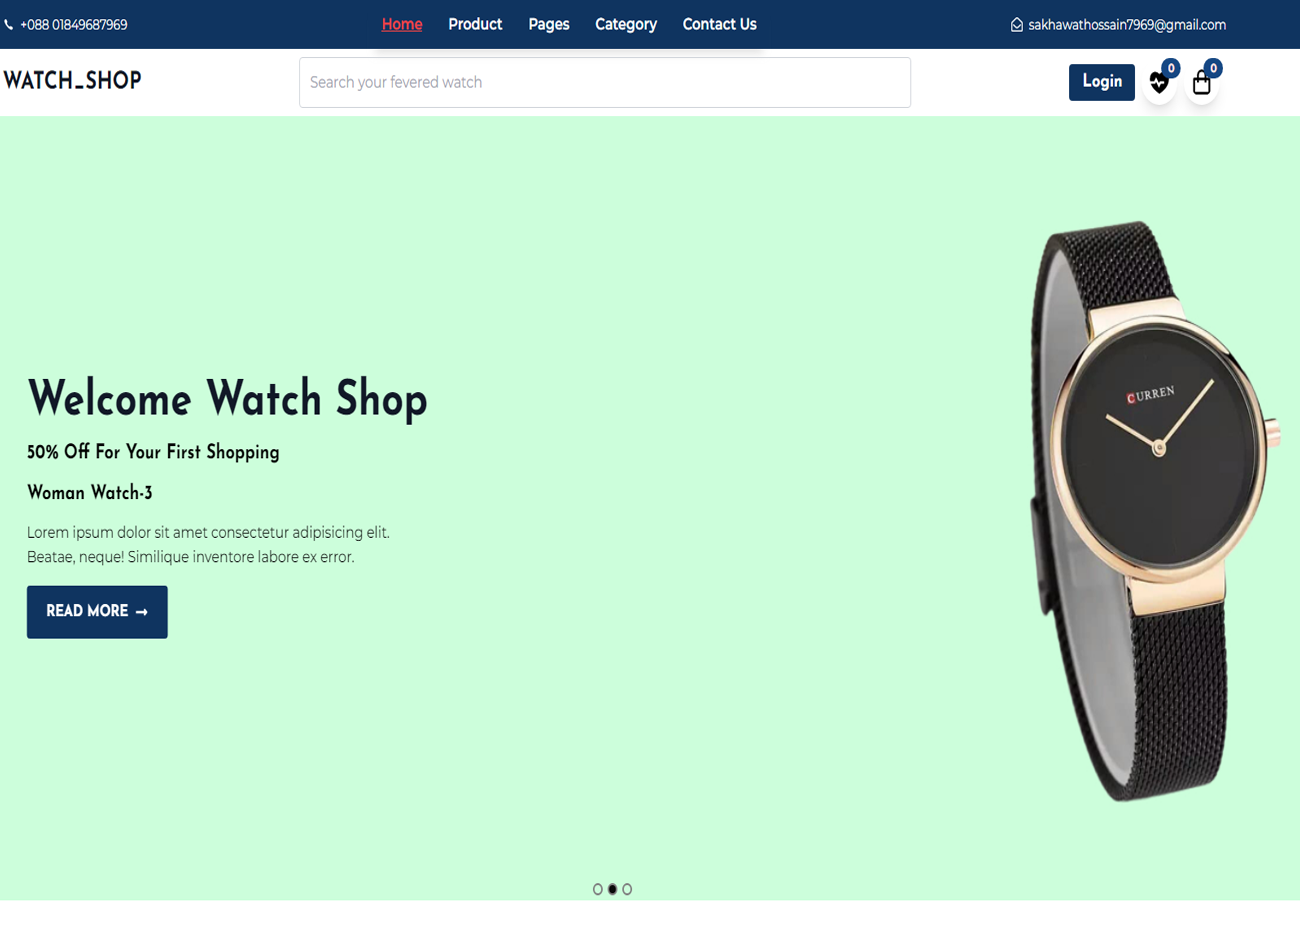 +088 01849687969
Home Product Pages Category Contact Us
sakhawathossain7969@gmail.com
WATCH_SHOP
Search your fevered watch
Login
0
0
Welcome Watch Shop
50% Off For Your First Shopping
Woman Watch-3
Lorem ipsum dolor sit amet consectetur adipisicing elit.
Beatae, neque! Similique inventore labore ex error.
READ MORE →
CURREN